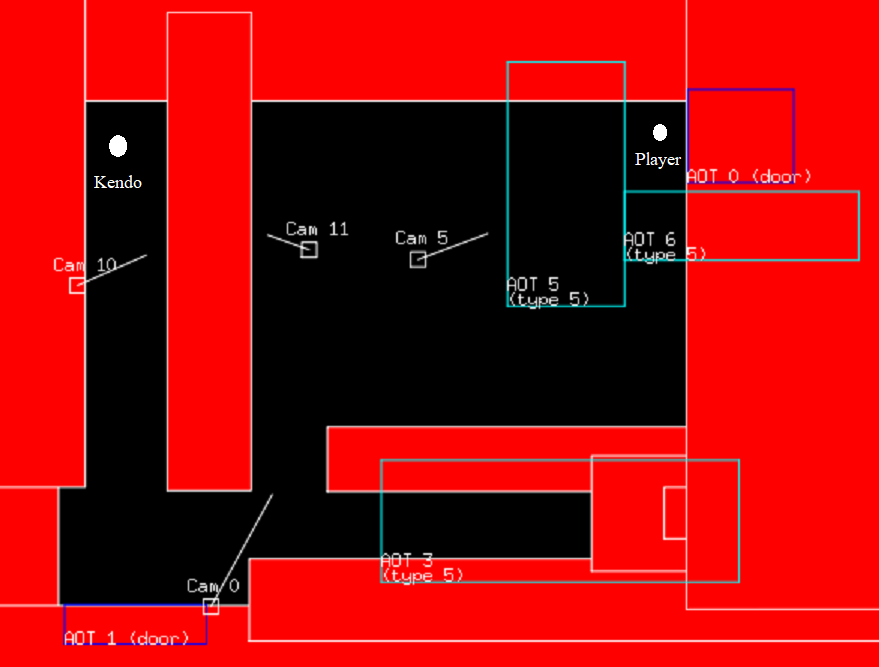 Kendo
Player
AOT 0 (door)
Cam 11
Cam 5
AOT 6
(type 5)
Cam 10
AOT 5
(type 5)
AOT 3
(type 5)
Cam 0
AOT 1 (door)